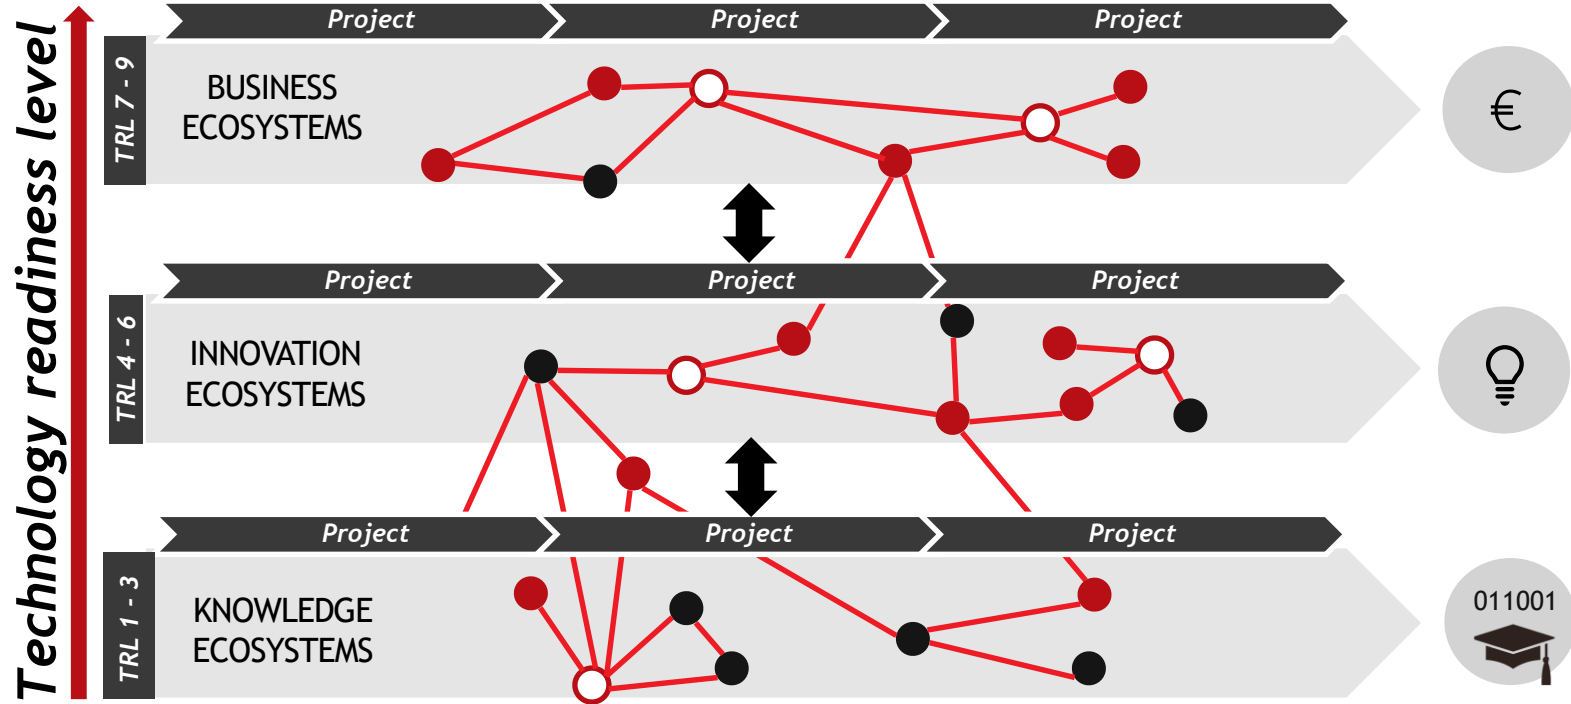 Technology readiness level
Project
Project
Project
TRL 7 - 9
BUSINESS
ECOSYSTEMS
€
Project
Project
Project
TRL 4 - 6
INNOVATION
ECOSYSTEMS
Project
Project
Project
TRL 1 - 3
KNOWLEDGE
ECOSYSTEMS
011001